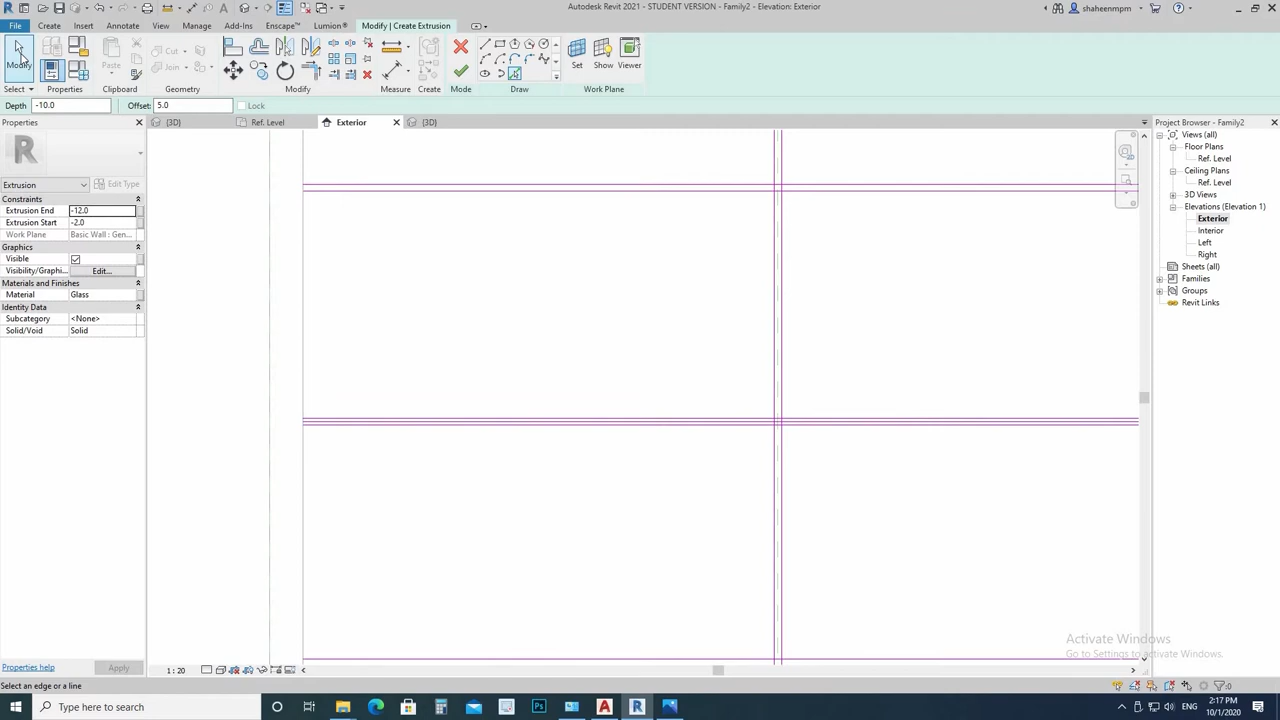 Autodesk Revit 2021 - STUDENT VERSION - Family2 - Elevation: Exterior
shaheenmpm
File Create Insert Annotate View Manage Add-Ins Enscape™ Lumion® Modify | Create Extrusion
Modify Paste Cut Join Create Set Show Viewer
Select Properties Clipboard Geometry Modify Measure Create Mode Draw Work Plane
Depth -10.0 Offset: 5.0 Lock
Properties {3D} Ref. Level Exterior {3D} Project Browser - Family2
R
Extrusion Edit Type
Constraints
Extrusion End -12.0
Extrusion Start -2.0
Work Plane Basic Wall : Gen...
Graphics
Visible
Visibility/Graphi... Edit...
Materials and Finishes
Material Glass
Identity Data
Subcategory <None>
Solid/Void Solid
Views (all)
Floor Plans
Ref. Level
Ceiling Plans
Ref. Level
3D Views
Elevations (Elevation 1)
Exterior
Interior
Left
Right
Sheets (all)
Families
Groups
Revit Links
Activate Windows
Go to Settings to activate Windows.
Properties help Apply
1 : 20
Select an edge or a line
:0
Type here to search
ENG
2:17 PM
10/1/2020